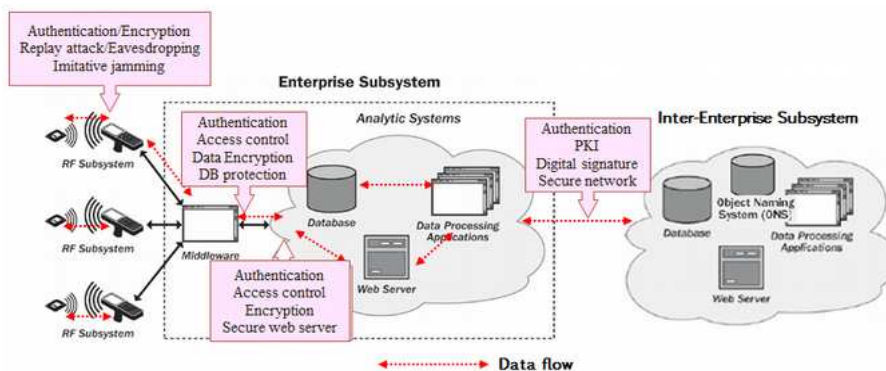 Authentication/Encryption
Replay attack/Eavesdropping
Imitative jamming
Enterprise Subsystem
Analytic Systems
Inter-Enterprise Subsystem
RF Subsystem
Authentication
Access control
Data Encryption
DB protection
Authentication
PKI
Digital signature
Secure network
RF Subsystem
Middleware
Database
Data Processing
Applications
Web Server
Authentication
Access control
Encryption
Secure web server
Database
Object Naming
System (ONS)
Data Processing
Applications
Web Server
RF Subsystem
Data flow